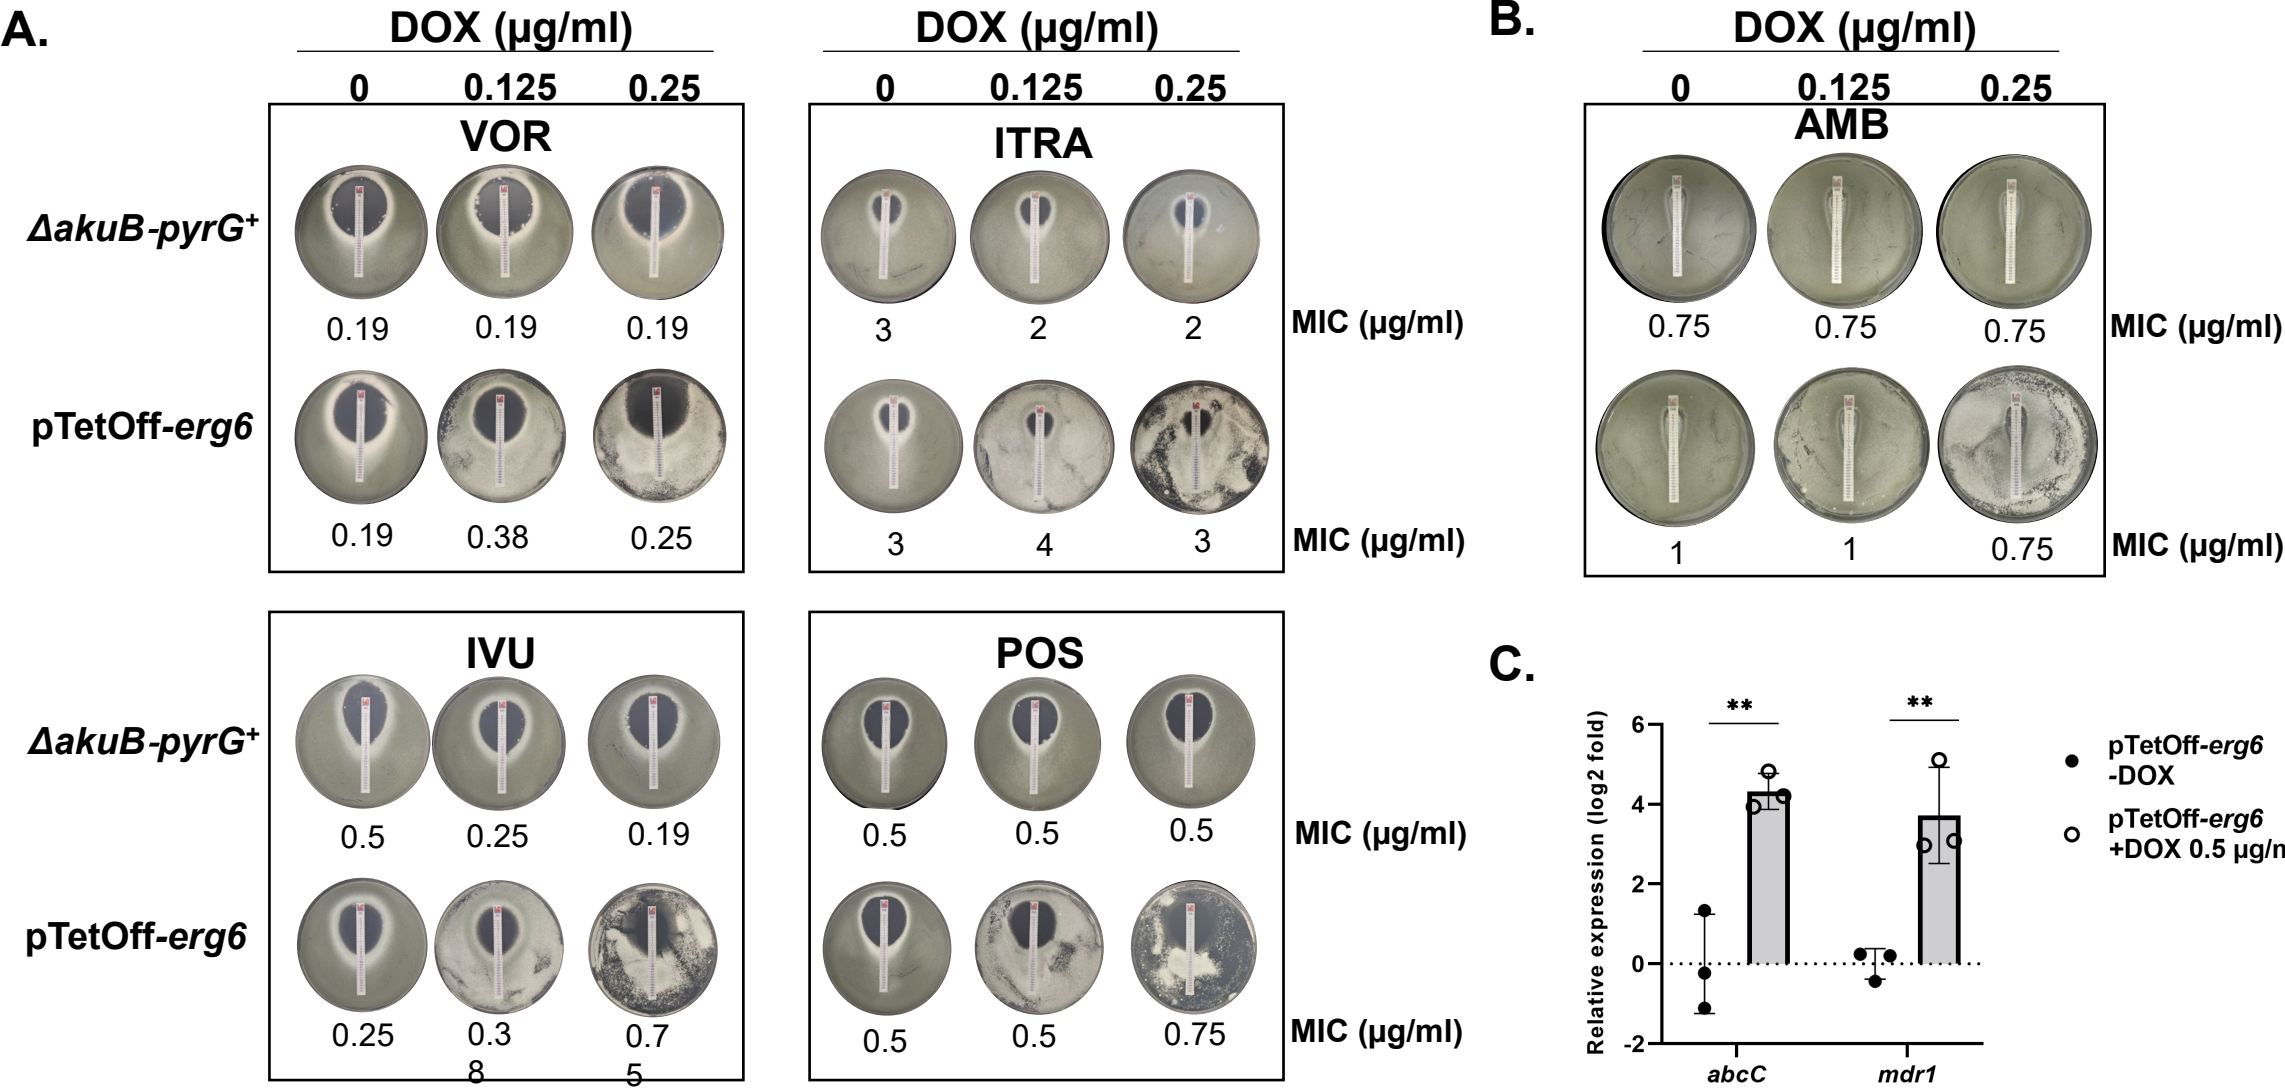 A.
DOX (µg/ml)
0 0.125 0.25
DOX (µg/ml)
0 0.125 0.25
VOR
ITRA
ΔakuB-pyrG+
0.19 0.19 0.19
3 2 2
MIC (µg/ml)
pTetOff-erg6
0.19 0.38 0.25
3 4 3
MIC (µg/ml)
IVU
POS
ΔakuB-pyrG+
0.5 0.25 0.19
0.5 0.5 0.5
MIC (µg/ml)
pTetOff-erg6
0.25 0.3 0.7
8 5
0.5 0.5 0.75
MIC (µg/ml)
B.
DOX (µg/ml)
0 0.125 0.25
AMB
0.75 0.75 0.75
MIC (µg/ml)
1 1 0.75
MIC (µg/ml)
C.
Relative expression (log2 fold)
6
4
2
0
-2
** **
abcC mdr1
pTetOff-erg6
-DOX
pTetOff-erg6
+DOX 0.5 µg/